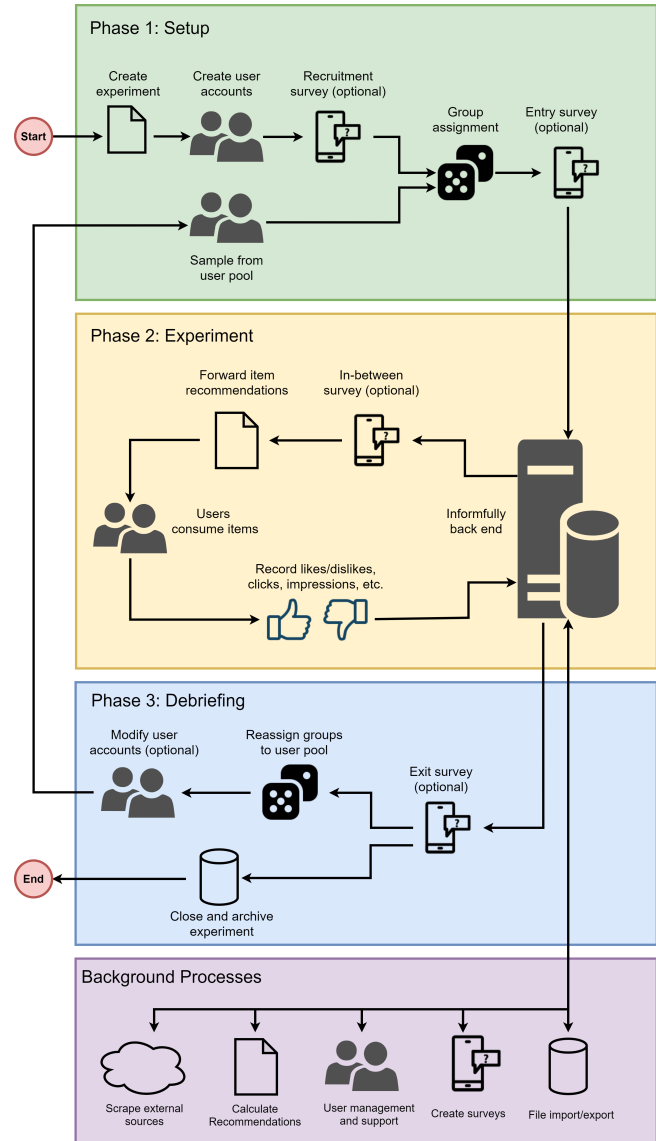 Phase 1: Setup
Create
experiment
Create user
accounts
Recruitment
survey (optional)
Group
assignment
Entry survey
(optional)
Start
?
?
Sample from
user pool
Phase 2: Experiment
Forward item
recommendations
In-between
survey (optional)
?
Users
consume items
Informfully
back end
Record likes/dislikes,
clicks, impressions, etc.
Phase 3: Debriefing
Modify user
accounts (optional)
Reassign groups
to user pool
Exit survey
(optional)
?
End
Close and archive
experiment
Background Processes
?
Scrape external
sources
Calculate
Recommendations
User management
and support
Create surveys
File import/export